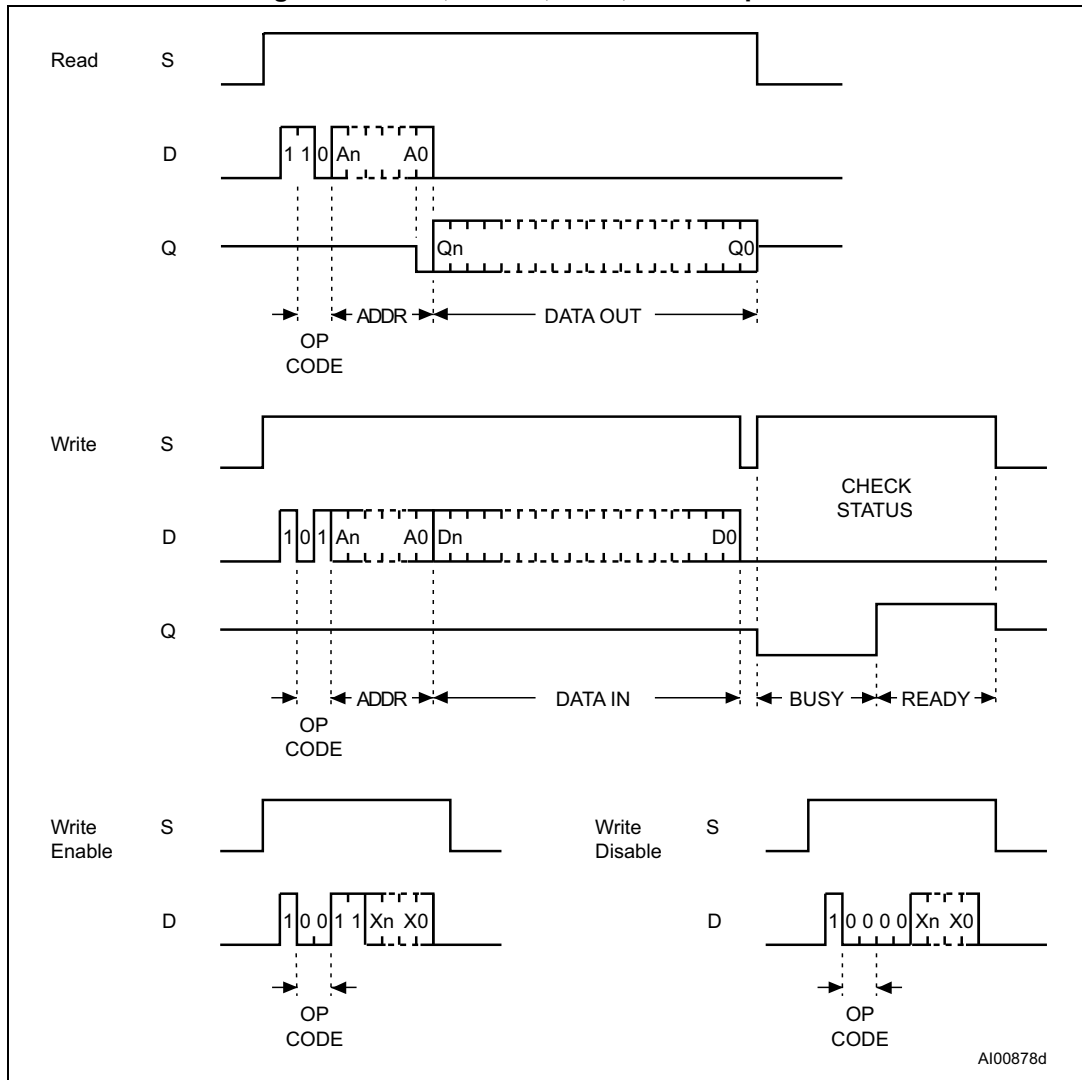 Read S
D 1 1 0 An A0
Q Qn Q0
ADDR DATA OUT
OP
CODE
Write S
CHECK
STATUS
D 1 0 1 An A0 Dn D0
Q
ADDR DATA IN BUSY READY
OP
CODE
Write S
Enable
D 1 0 0 1 1 Xn X0
OP
CODE
Write S
Disable
D 1 0 0 0 0 Xn X0
OP
CODE
AI00878d